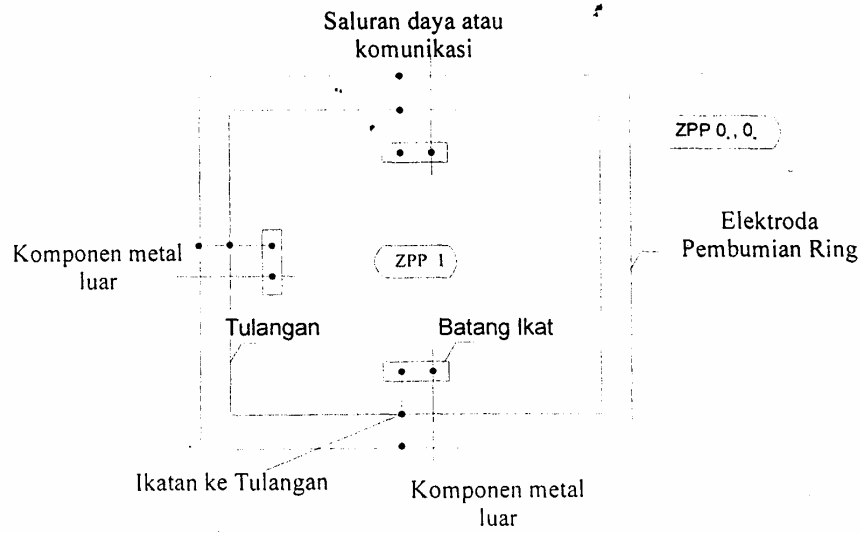 Saluran daya atau
komunikasi
ZPP 0., 0.
Elektroda
Pembumian Ring
Komponen metal
luar
ZPP 1
Tulangan
Batang Ikat
Ikatan ke Tulangan
Komponen metal
luar